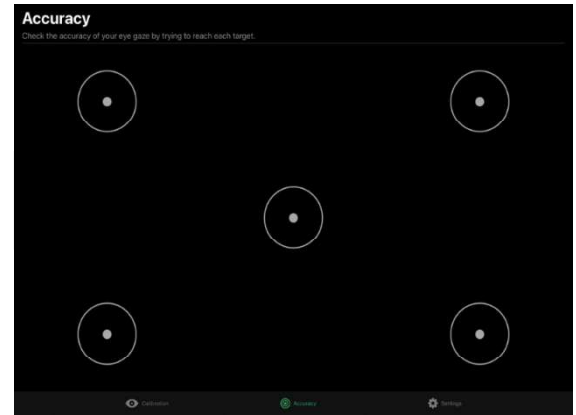 Accuracy
Check the accuracy of your eye gaze by trying to reach each target.
Calibration
Accuracy
Settings